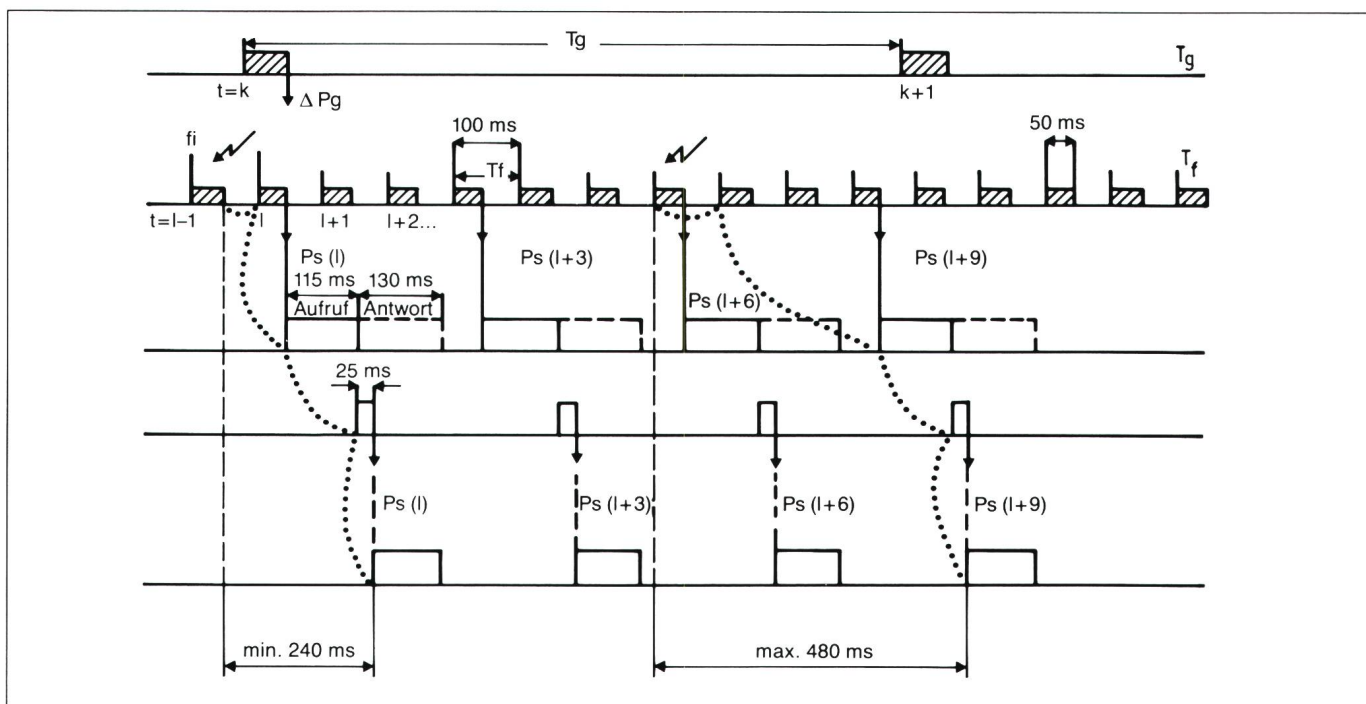 Tg
Tg
t=k
Δ Pg
k+1
100 ms
50 ms
fi
Tf
Tf
t=l–1
l
l+1
l+2...
Ps (l)
Ps (l+3)
Ps (l+9)
115 ms
130 ms
Ps (l+6)
Aufruf
Antwort
25 ms
Ps (l)
Ps (l+3)
Ps (l+6)
Ps (l+9)
min. 240 ms
max. 480 ms